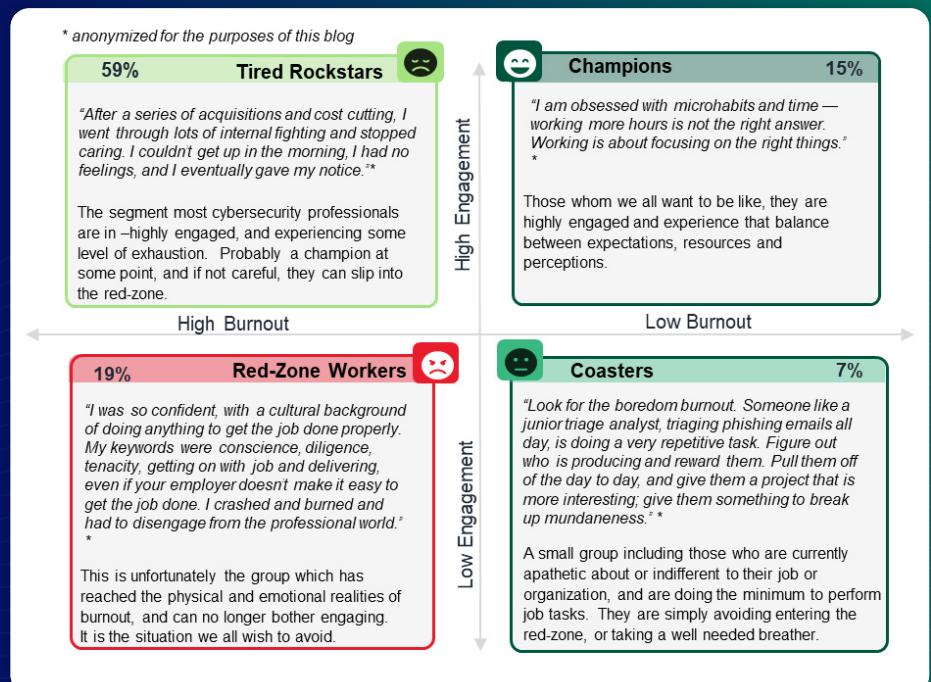 * anonymized for the purposes of this blog
59%
Tired Rockstars
“After a series of acquisitions and cost cutting, I
went through lots of internal fighting and stopped
caring. I couldn’t get up in the morning, I had no
feelings, and I eventually gave my notice.”*
The segment most cybersecurity professionals
are in –highly engaged, and experiencing some
level of exhaustion. Probably a champion at
some point, and if not careful, they can slip into
the red-zone.
Champions
15%
“I am obsessed with microhabits and time —
working more hours is not the right answer.
Working is about focusing on the right things.”
*
Those whom we all want to be like, they are
highly engaged and experience that balance
between expectations, resources and
perceptions.
High Engagement
High Burnout
Low Burnout
19%
Red-Zone Workers
“I was so confident, with a cultural background
of doing anything to get the job done properly.
My keywords were conscience, diligence,
tenacity, getting on with job and delivering,
even if your employer doesn’t make it easy to
get the job done. I crashed and burned and
had to disengage from the professional world.”
*
This is unfortunately the group which has
reached the physical and emotional realities of
burnout, and can no longer bother engaging.
It is the situation we all wish to avoid.
Low Engagement
Coasters
7%
“Look for the boredom burnout. Someone like a
junior triage analyst, triaging phishing emails all
day, is doing a very repetitive task. Figure out
who is producing and reward them. Pull them off
of the day to day, and give them a project that is
more interesting; give them something to break
up mundaneness.” *
A small group including those who are currently
apathetic about or indifferent to their job or
organization, and are doing the minimum to perform
job tasks. They are simply avoiding entering the
red-zone, or taking a well needed breather.